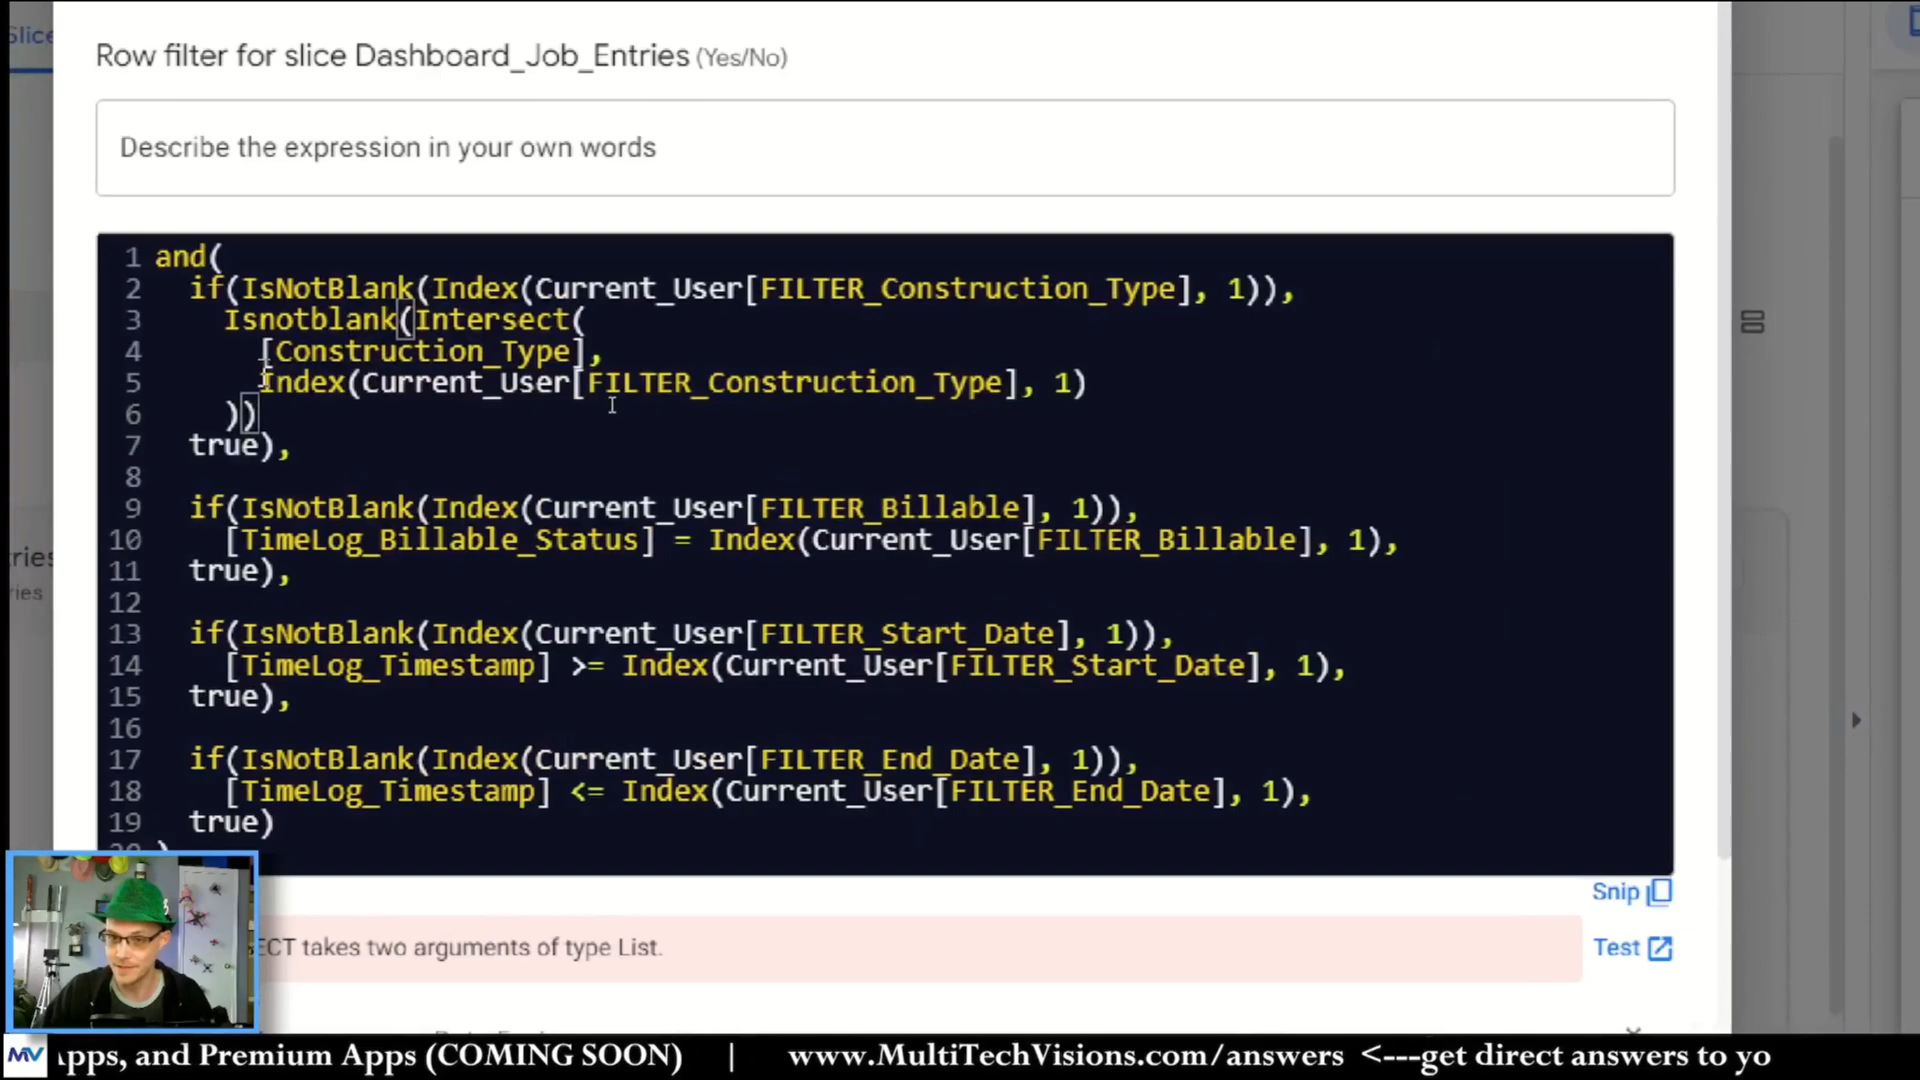 Slice
Row filter for slice Dashboard_Job_Entries (Yes/No)
Describe the expression in your own words
1 and(
2 if(IsNotBlank(Index(Current_User[FILTER_Construction_Type], 1)),
3 Isnotblank(Intersect(
4 [Construction_Type],
5 Index(Current_User[FILTER_Construction_Type], 1)
6 ))
7 true),
8
9 if(IsNotBlank(Index(Current_User[FILTER_Billable], 1)),
10 [TimeLog_Billable_Status] = Index(Current_User[FILTER_Billable], 1),
11 true),
12
13 if(IsNotBlank(Index(Current_User[FILTER_Start_Date], 1)),
14 [TimeLog_Timestamp] >= Index(Current_User[FILTER_Start_Date], 1),
15 true),
16
17 if(IsNotBlank(Index(Current_User[FILTER_End_Date], 1)),
18 [TimeLog_Timestamp] <= Index(Current_User[FILTER_End_Date], 1),
19 true)
20 )
tries
ries
Snip
ECT takes two arguments of type List.
Test
MV Apps, and Premium Apps (COMING SOON) | www.MultiTechVisions.com/answers <---get direct answers to yo